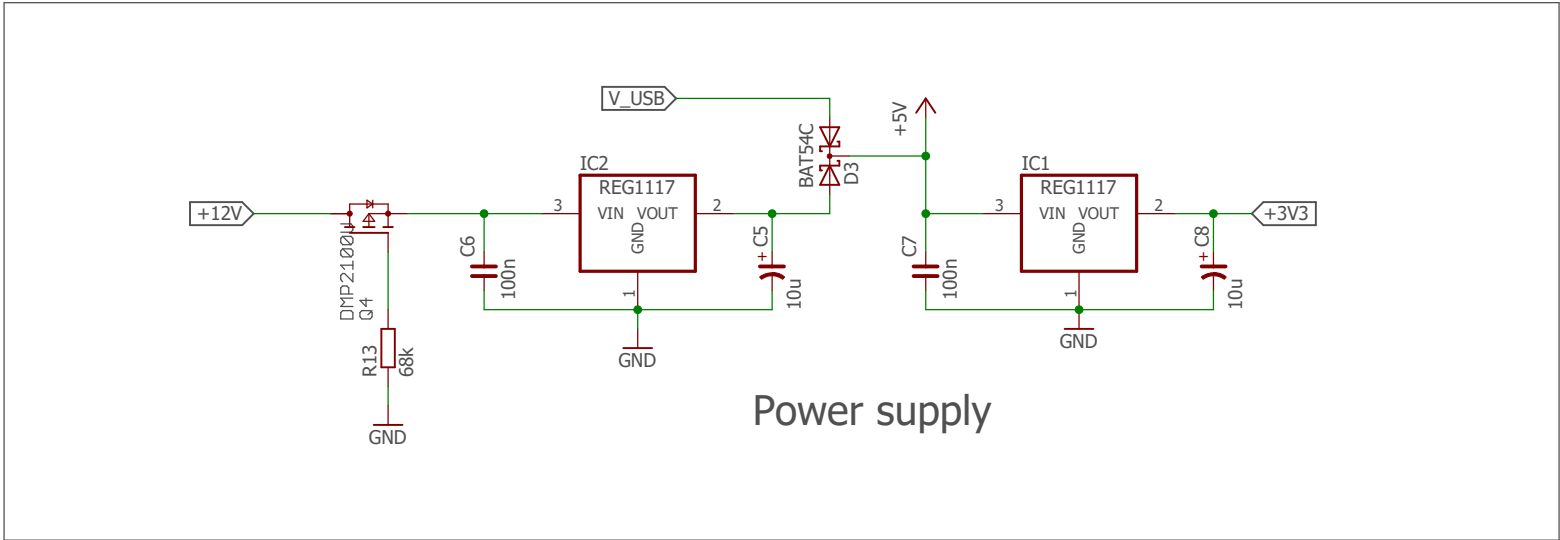 V_USB
+5V
BAT54C
D3
IC2
REG1117
VIN VOUT
GND
3
2
1
IC1
REG1117
VIN VOUT
GND
3
2
1
+12V
+3V3
C6
100n
C5
+
10u
C7
100n
C8
+
10u
DMP2100U
Q4
R13
68k
GND
GND
GND
Power supply